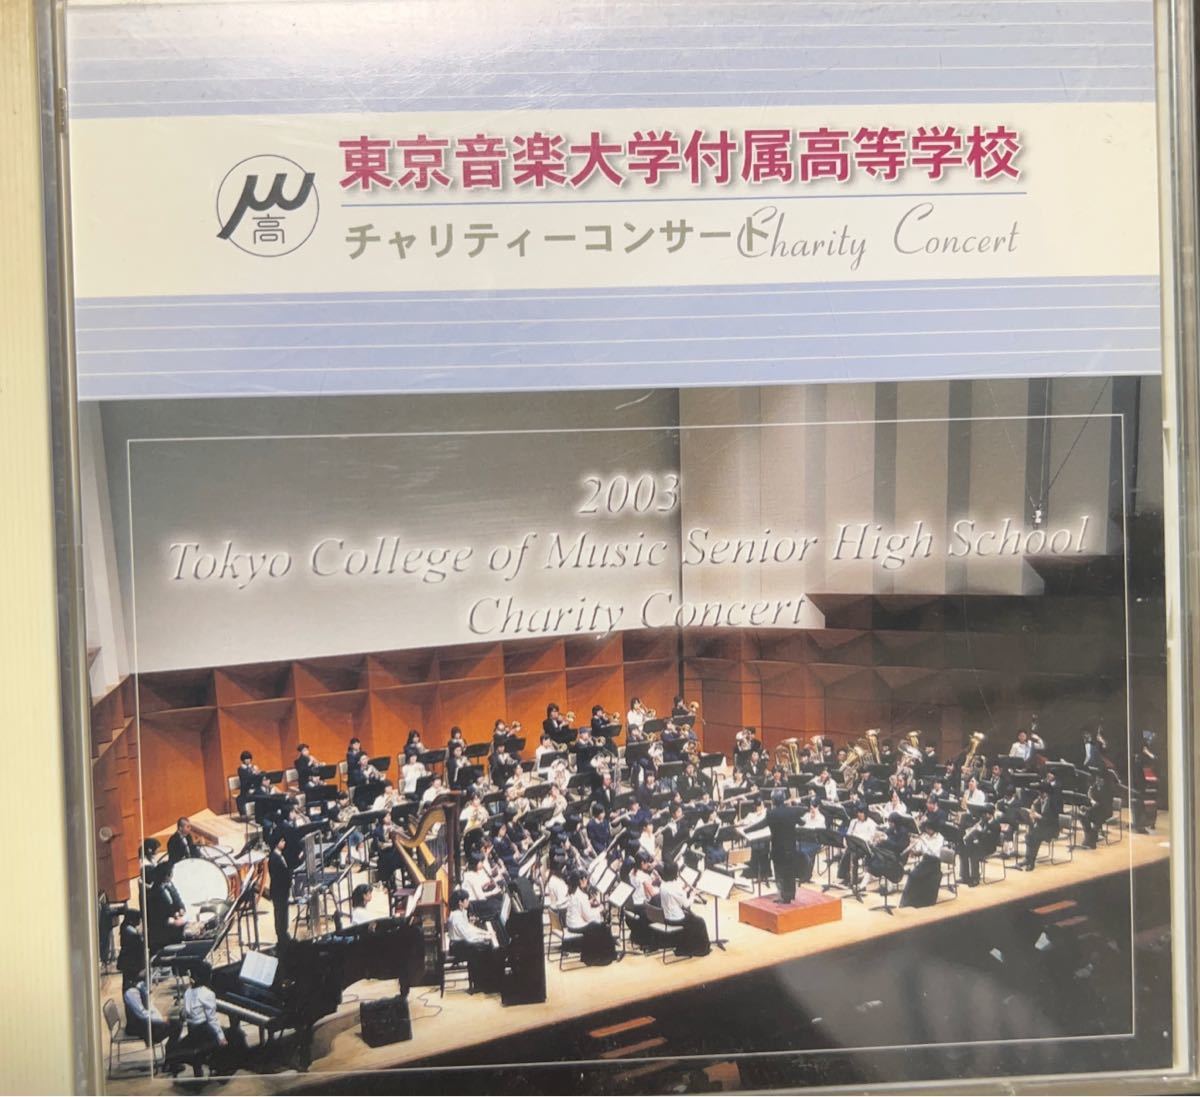 東京音楽大学付属高等学校
高
チャリティーコンサート Charity Concert
2003
Tokyo College of Music Senior High School
Charity Concert